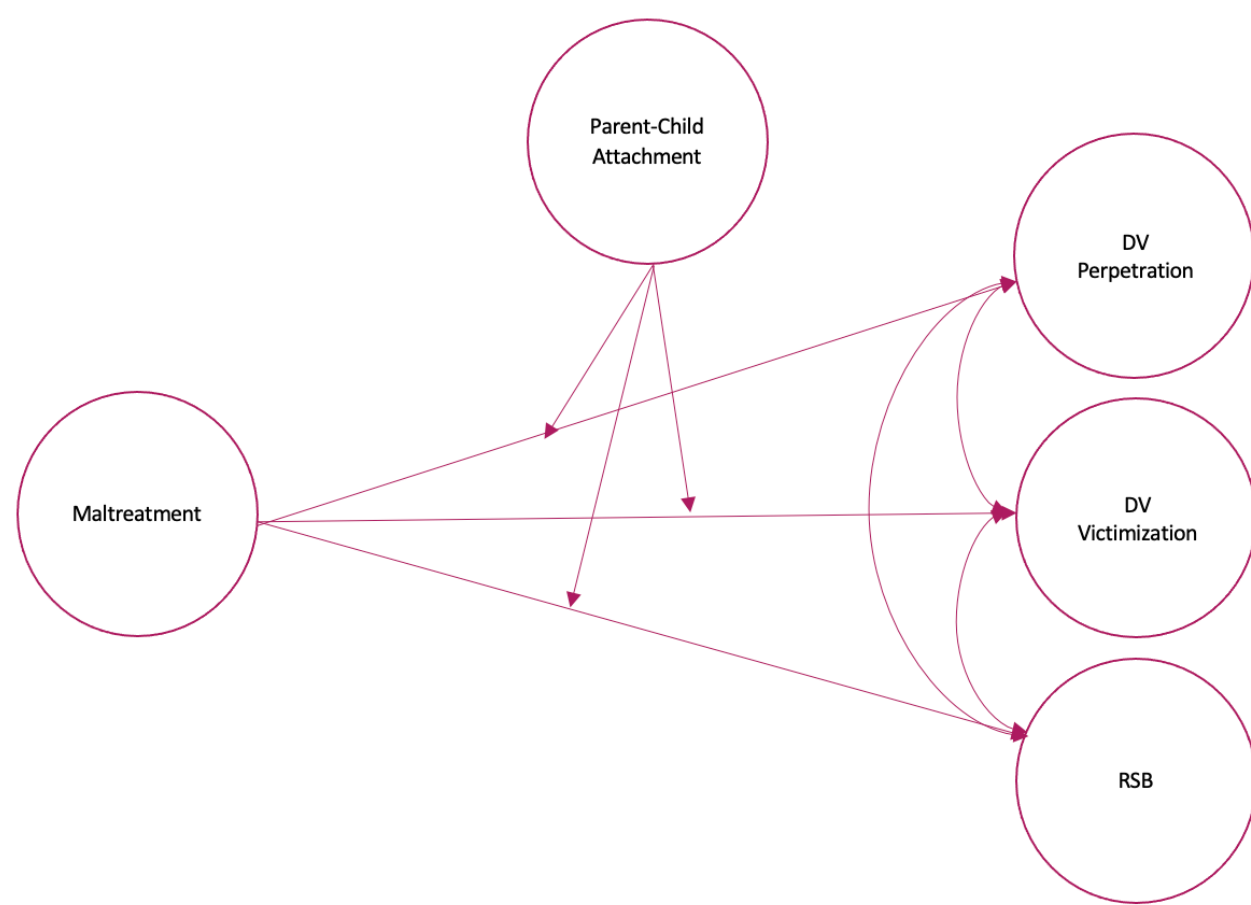 Parent-Child
Attachment
DV
Perpetration
Maltreatment
DV
Victimization
RSB